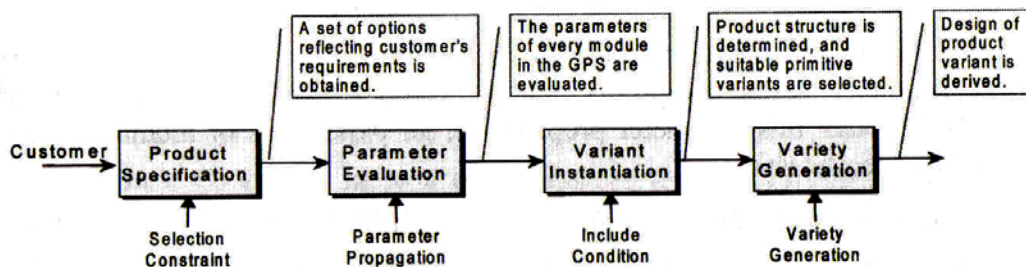 A set of options
reflecting customer's
requirements is
obtained.
The parameters
of every module
in the GPS are
evaluated.
Product structure is
determined, and
suitable primitive
variants are selected.
Design of
product
variant is
derived.
Customer
Product
Specification
Parameter
Evaluation
Variant
Instantiation
Variety
Generation
Selection
Constraint
Parameter
Propagation
Include
Condition
Variety
Generation